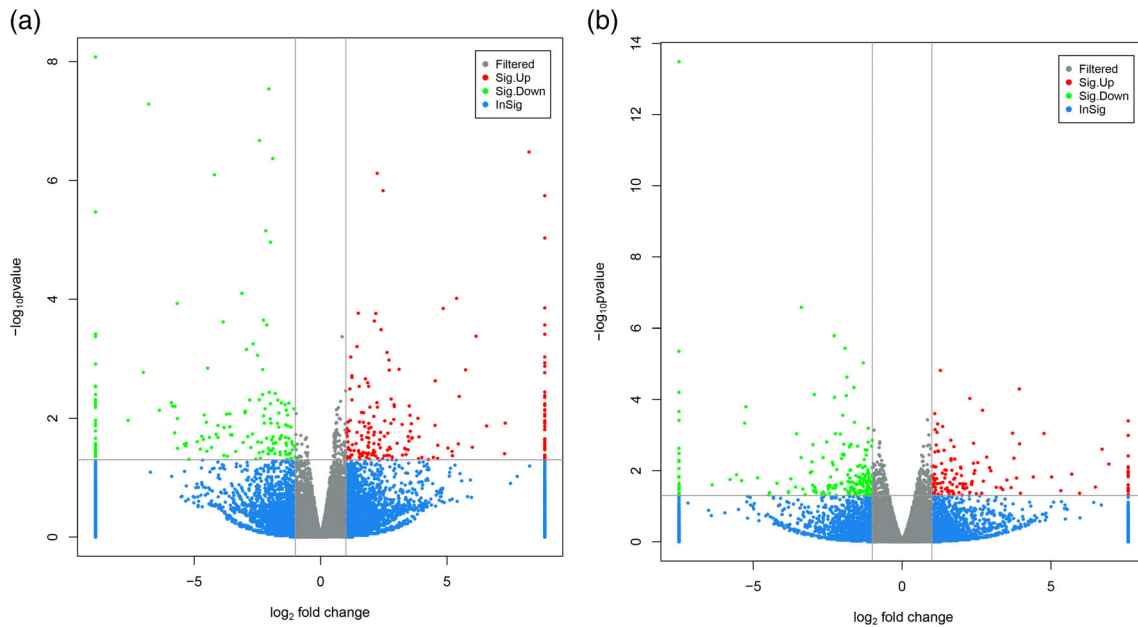 (a)
Filtered
Sig.Up
Sig.Down
InSig
8
6
4
2
0
−log₁₀pvalue
−5 0 5
log₂ fold change
(b)
Filtered
Sig.Up
Sig.Down
InSig
14
12
10
8
6
4
2
0
−log₁₀pvalue
−5 0 5
log₂ fold change